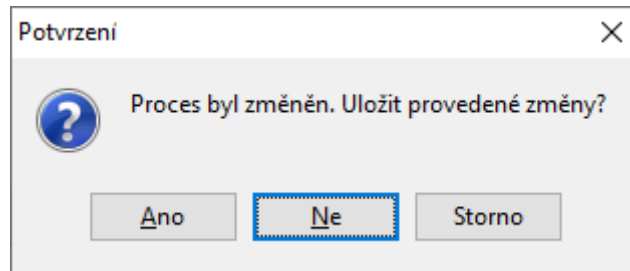 Potvrzení
Proces byl změněn. Uložit provedené změny?
Ano
Ne
Storno